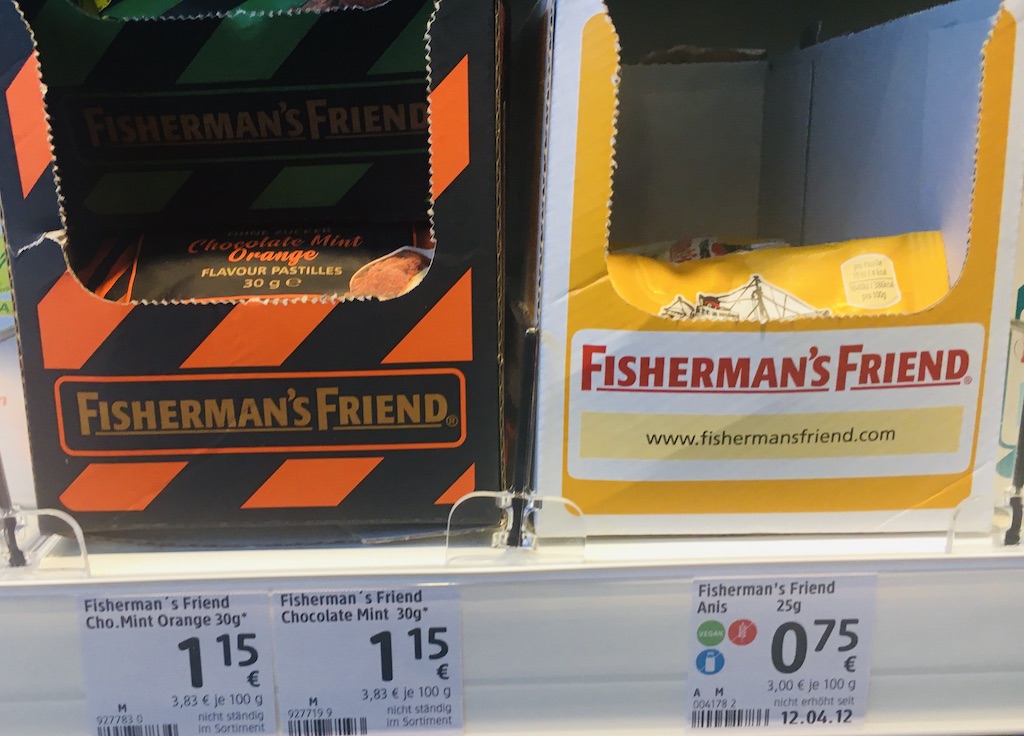 FISHERMAN'S FRIEND
OHNE ZUCKER
Chocolate Mint
Orange
FLAVOUR PASTILLES
30 g ℮
FISHERMAN'S FRIEND®
FISHERMAN'S FRIEND®
www.fishermansfriend.com
Fisherman´s Friend
Cho.Mint Orange 30g*
1 15
€
3,83 € je 100 g
M
927783 0
nicht ständig
im Sortiment
Fisherman´s Friend
Chocolate Mint 30g*
1 15
€
3,83 € je 100 g
M
927719 9
nicht ständig
im Sortiment
Fisherman's Friend
Anis 25g
VEGAN
0 75
€
3,00 € je 100 g
A M
004178 2
nicht erhöht seit
12.04.12